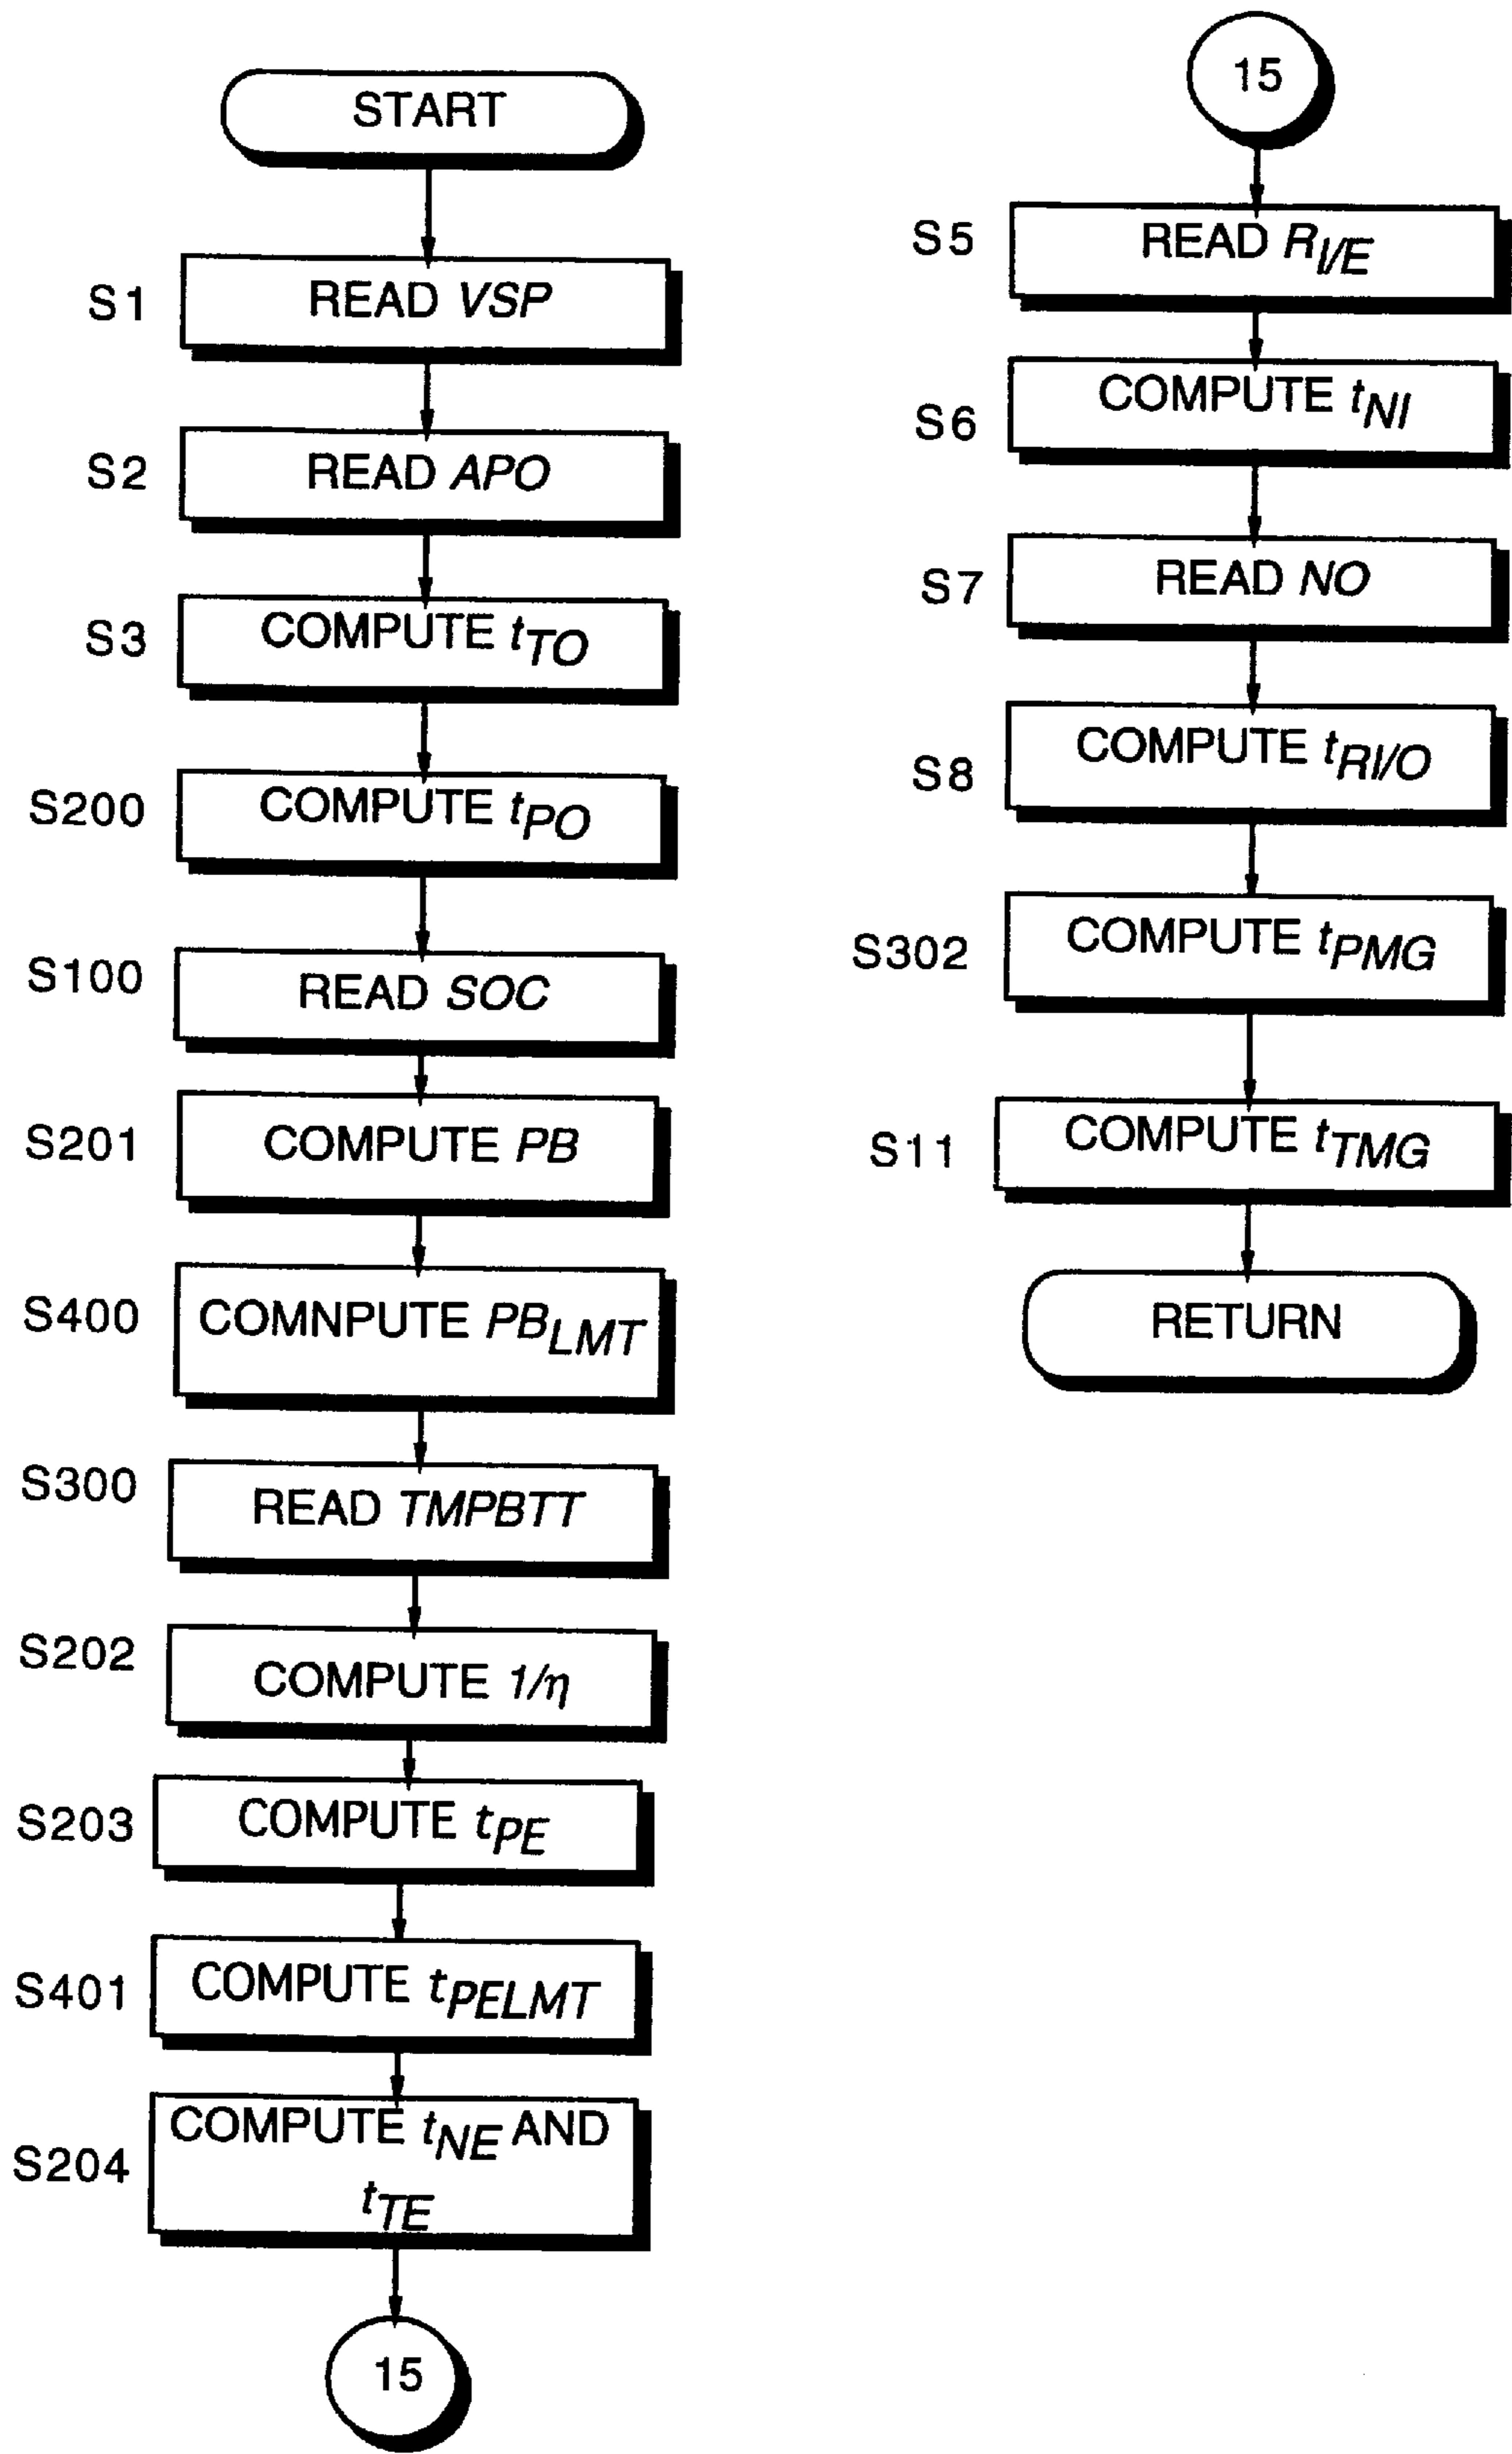 START
S1
READ VSP
S2
READ APO
S3
COMPUTE tTO
S200
COMPUTE tPO
S100
READ SOC
S201
COMPUTE PB
S400
COMNPUTE PBLMT
S300
READ TMPBTT
S202
COMPUTE 1/η
S203
COMPUTE tPE
S401
COMPUTE tPELMT
S204
COMPUTE tNE AND
tTE
15
15
S5
READ RI/E
S6
COMPUTE tNI
S7
READ NO
S8
COMPUTE tRI/O
S302
COMPUTE tPMG
S11
COMPUTE tTMG
RETURN